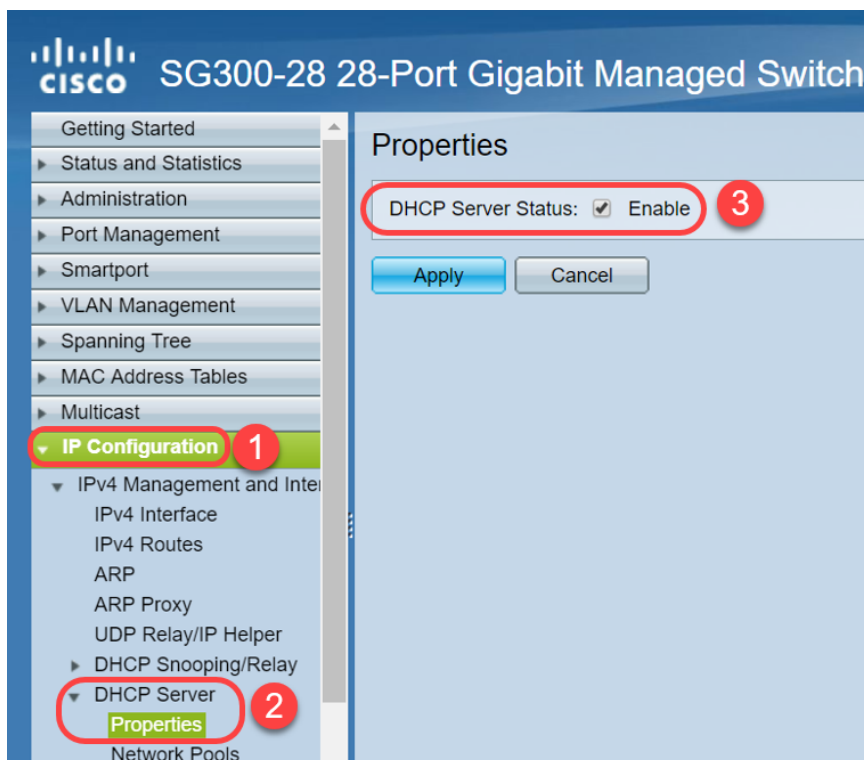 CISCO SG300-28 28-Port Gigabit Managed Switch
Getting Started
Status and Statistics
Administration
Port Management
Smartport
VLAN Management
Spanning Tree
MAC Address Tables
Multicast
IP Configuration 1
IPv4 Management and Inter
IPv4 Interface
IPv4 Routes
ARP
ARP Proxy
UDP Relay/IP Helper
DHCP Snooping/Relay
DHCP Server
2
Properties
Network Pools
Properties
DHCP Server Status: Enable 3
Apply Cancel